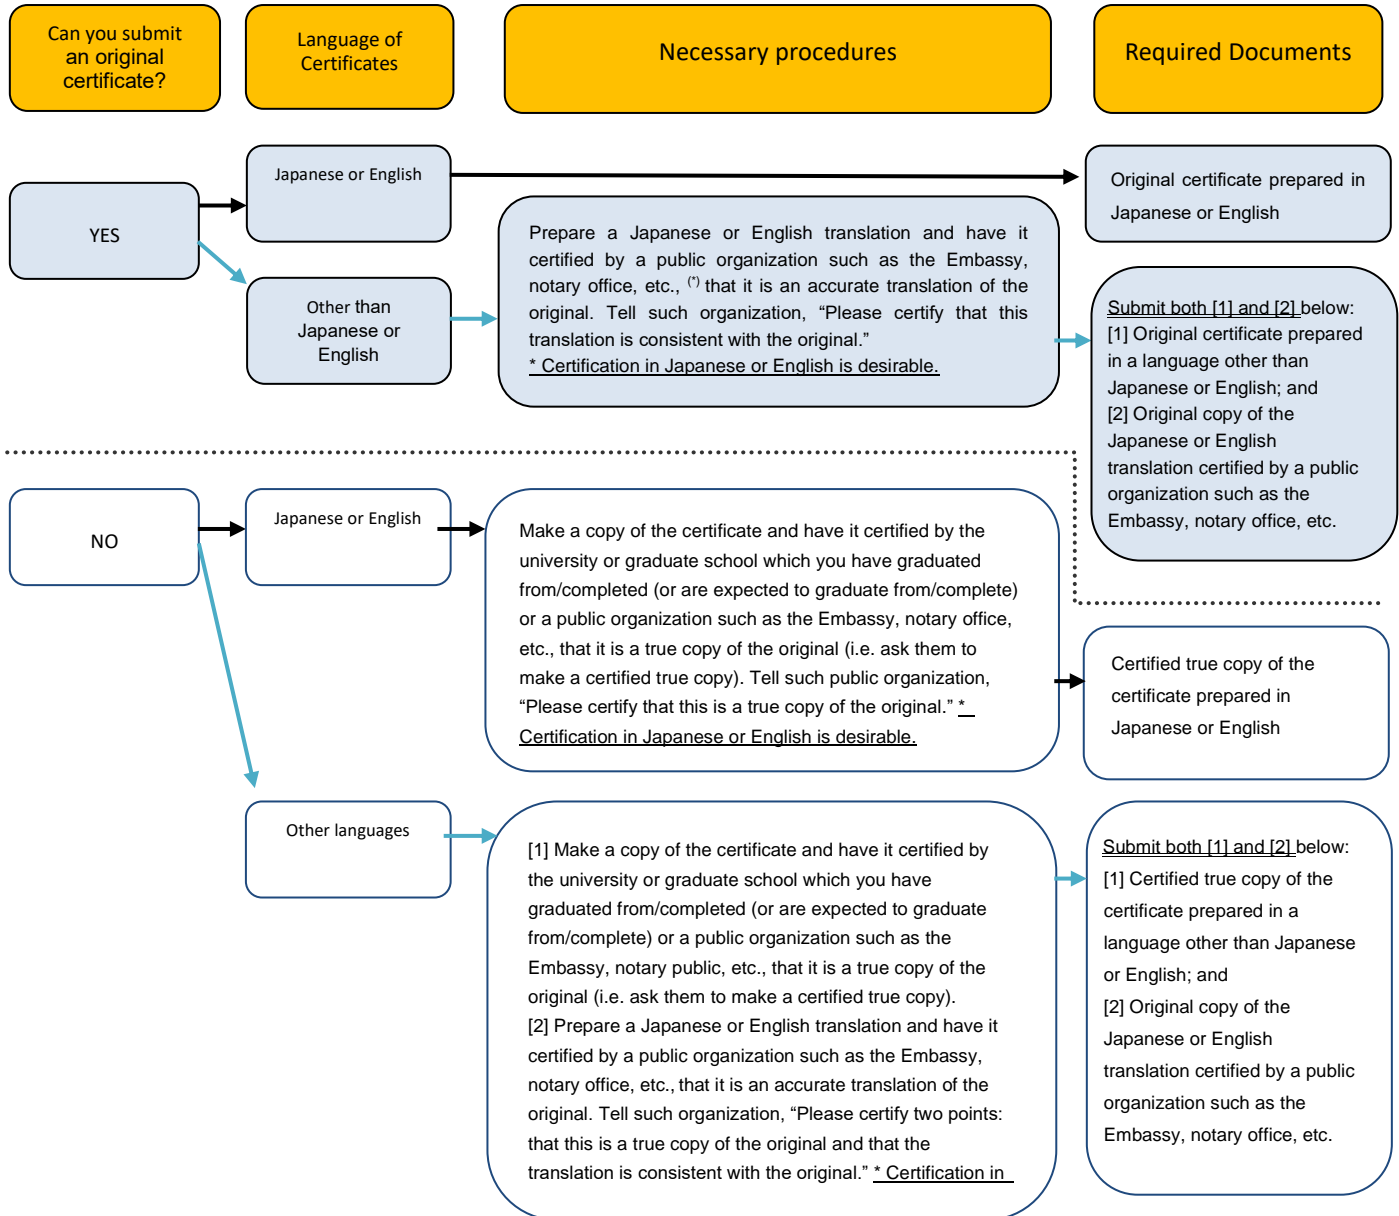 Can you submit
an original
certificate?
Language of
Certificates
Necessary procedures
Required Documents
YES
Japanese or English
Original certificate prepared in
Japanese or English
Other than
Japanese or
English
Prepare a Japanese or English translation and have it
certified by a public organization such as the Embassy,
notary office, etc., (*) that it is an accurate translation of the
original. Tell such organization, “Please certify that this
translation is consistent with the original.”
* Certification in Japanese or English is desirable.
Submit both [1] and [2] below:
[1] Original certificate prepared
in a language other than
Japanese or English; and
[2] Original copy of the
Japanese or English
translation certified by a public
organization such as the
Embassy, notary office, etc.
NO
Japanese or English
Make a copy of the certificate and have it certified by the
university or graduate school which you have graduated
from/completed (or are expected to graduate from/complete)
or a public organization such as the Embassy, notary office,
etc., that it is a true copy of the original (i.e. ask them to
make a certified true copy). Tell such public organization,
“Please certify that this is a true copy of the original.” *
Certification in Japanese or English is desirable.
Certified true copy of the
certificate prepared in
Japanese or English
Other languages
[1] Make a copy of the certificate and have it certified by
the university or graduate school which you have
graduated from/completed (or are expected to graduate
from/complete) or a public organization such as the
Embassy, notary public, etc., that it is a true copy of the
original (i.e. ask them to make a certified true copy).
[2] Prepare a Japanese or English translation and have it
certified by a public organization such as the Embassy,
notary office, etc., that it is an accurate translation of the
original. Tell such organization, “Please certify two points:
that this is a true copy of the original and that the
translation is consistent with the original.” * Certification in
Submit both [1] and [2] below:
[1] Certified true copy of the
certificate prepared in a
language other than Japanese
or English; and
[2] Original copy of the
Japanese or English
translation certified by a public
organization such as the
Embassy, notary office, etc.